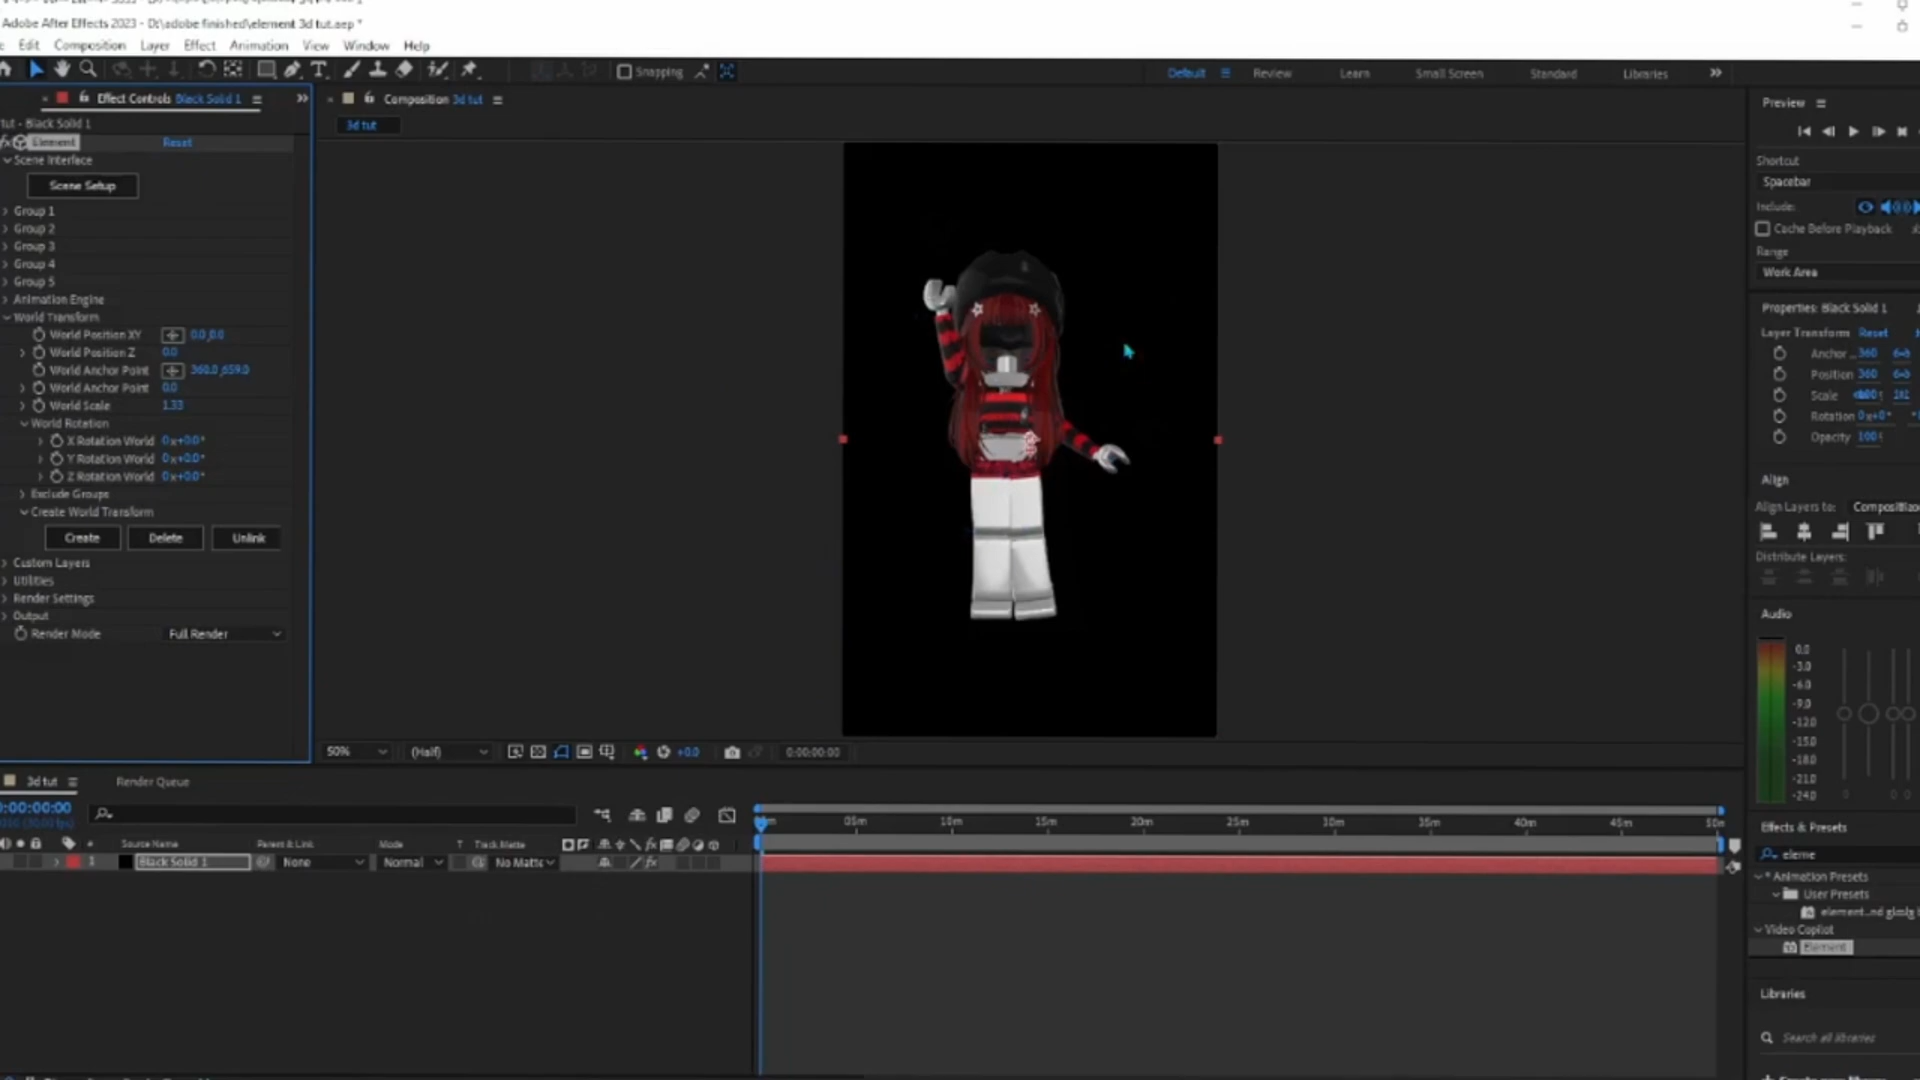 Adobe After Effects 2023 - D:\adobe finished\element 3d tut.aep *
Edit Composition Layer Effect Animation View Window Help
Snapping
Default Review Learn Small Screen Standard Libraries
Effect Controls Black Solid 1
Composition 3d tut
Preview
tut - Black Solid 1
3d tut
Element Reset
Scene Interface
Scene Setup
Shortcut
Spacebar
Group 1
Include:
Group 2
Cache Before Playback
Group 3
Range
Group 4
Work Area
Group 5
Animation Engine
World Transform
Properties: Black Solid 1
World Position XY 0.0,0.0
Layer Transform Reset
World Position Z 0.0
Anchor .. 360
World Anchor Point 360.0,659.0
Position 360
World Anchor Point 0.0
Scale
World Scale 1.33
Rotation 0x+0°
World Rotation
Opacity 100
X Rotation World 0x+0.0°
Y Rotation World 0x+0.0°
Z Rotation World 0x+0.0°
Align
Exclude Groups
Align Layers to:
Create World Transform
Create Delete Unlink
Distribute Layers:
Custom Layers
Utilities
Render Settings
Output
Audio
Render Mode Full Render
0.0
-3.0
-6.0
-9.0
-12.0
-15.0
-18.0
-21.0
-24.0
50% (Half) +0.0 0:00:00:00
3d tut Render Queue
0:00:00:00
05m 10m 15m 20m 25m 30m 35m 40m 45m 50m
Effects & Presets
Source Name Parent & Link Mode T Track Matte
eleme
1 Black Solid 1 None Normal No Matte
* Animation Presets
User Presets
Video Copilot
Element
Libraries
Search all libraries